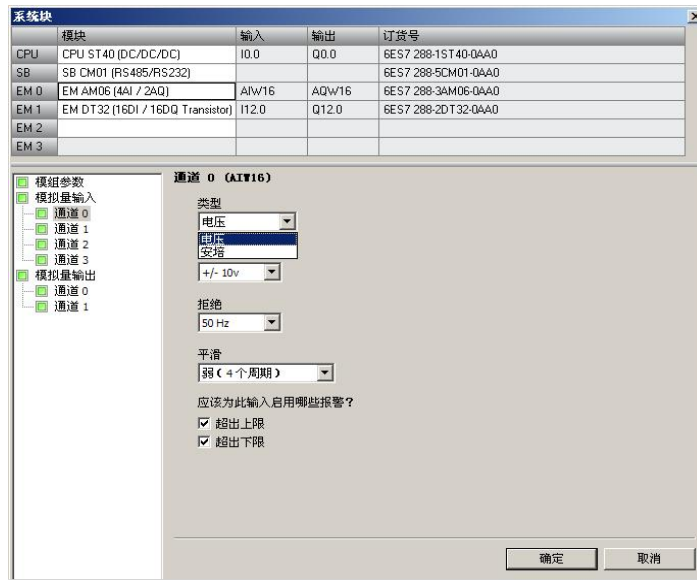 系统块
模块 输入 输出 订货号
CPU CPU ST40 (DC/DC/DC) I0.0 Q0.0 6ES7 288-1ST40-0AA0
SB SB CM01 (RS485/RS232) 6ES7 288-5CM01-0AA0
EM 0 EM AM06 (4AI / 2AQ) AIW16 AQW16 6ES7 288-3AM06-0AA0
EM 1 EM DT32 (16DI / 16DQ Transistor) I12.0 Q12.0 6ES7 288-2DT32-0AA0
EM 2
EM 3
模组参数
模拟量输入
通道 0
通道 1
通道 2
通道 3
模拟量输出
通道 0
通道 1
通道 0 (AIW16)
类型
电压
电压
安培
+/- 10v
拒绝
50 Hz
平滑
弱(4个周期)
应该为此输入启用哪些报警?
超出上限
超出下限
确定 取消